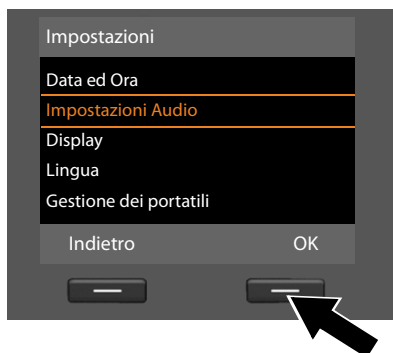 Impostazioni
Data ed Ora
Impostazioni Audio
Display
Lingua
Gestione dei portatili
Indietro OK